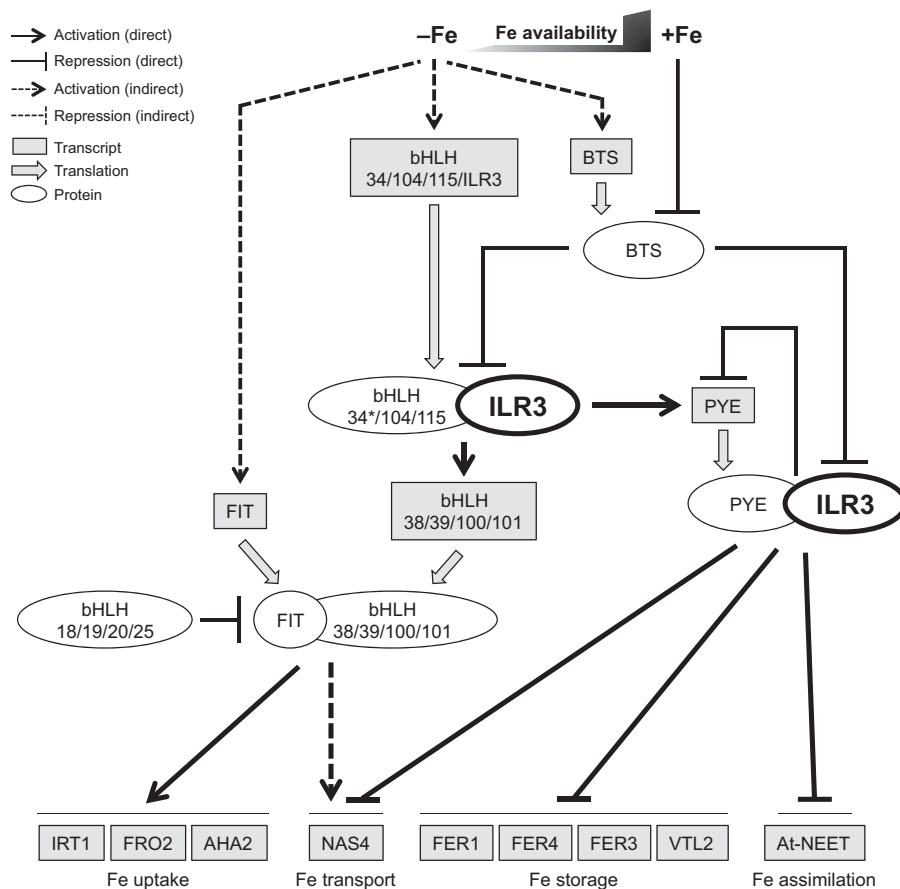 –Fe
Fe availability
+Fe
Activation (direct)
Repression (direct)
Activation (indirect)
Repression (indirect)
Transcript
Translation
Protein
bHLH
34/104/115/ILR3
BTS
BTS
bHLH
34*/104/115
ILR3
PYE
bHLH
38/39/100/101
FIT
PYE
ILR3
bHLH
18/19/20/25
FIT
bHLH
38/39/100/101
IRT1
FRO2
AHA2
NAS4
FER1
FER4
FER3
VTL2
At-NEET
Fe uptake
Fe transport
Fe storage
Fe assimilation